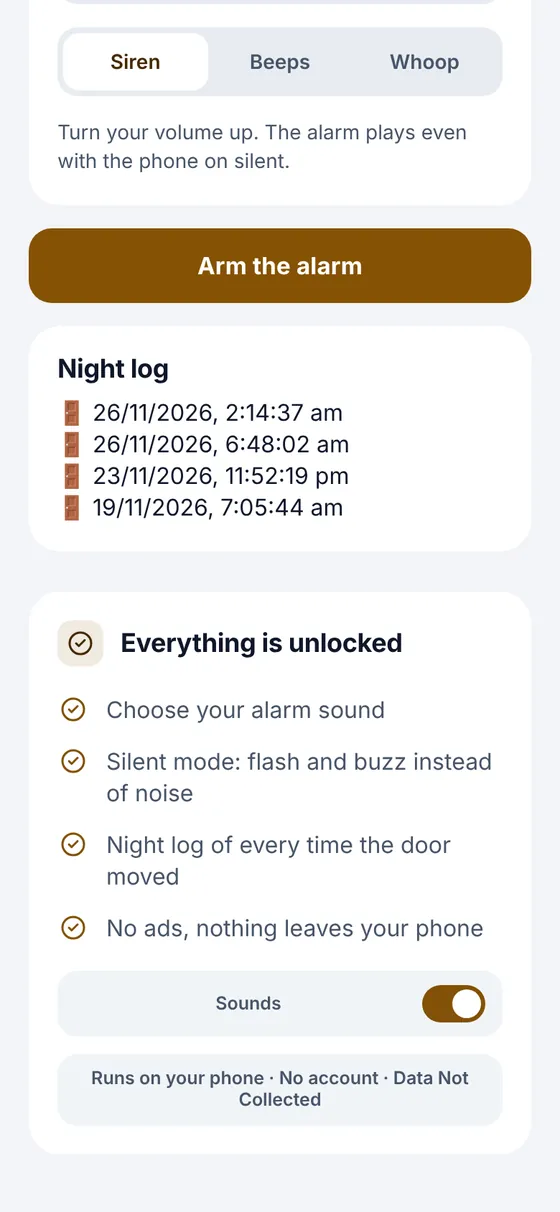 Siren Beeps Whoop
Turn your volume up. The alarm plays even
with the phone on silent.
Arm the alarm
Night log
🚪 26/11/2026, 2:14:37 am
🚪 26/11/2026, 6:48:02 am
🚪 23/11/2026, 11:52:19 pm
🚪 19/11/2026, 7:05:44 am
Everything is unlocked
Choose your alarm sound
Silent mode: flash and buzz instead
of noise
Night log of every time the door
moved
No ads, nothing leaves your phone
Sounds
Runs on your phone · No account · Data Not
Collected